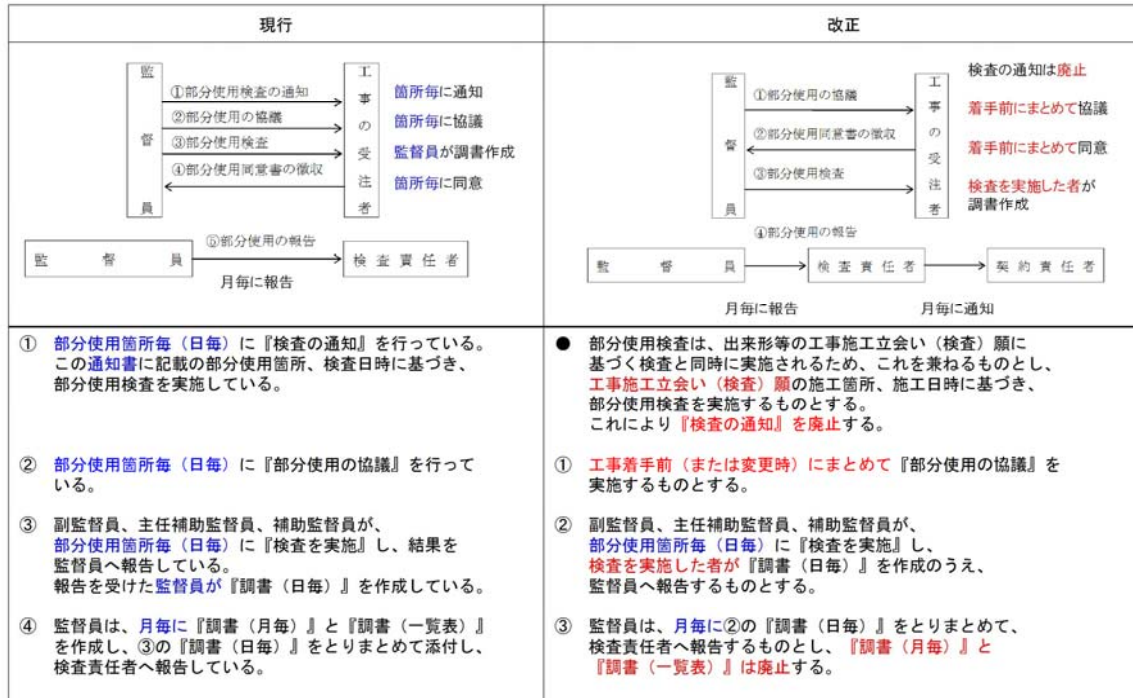 現行
監督員
①部分使用検査の通知
②部分使用の協議
③部分使用検査
④部分使用同意書の徴収
工事の受注者
箇所毎に通知
箇所毎に協議
監督員が調書作成
箇所毎に同意
監督員
⑤部分使用の報告
月毎に報告
検査責任者
① 部分使用箇所毎（日毎）に『検査の通知』を行っている。
この通知書に記載の部分使用箇所、検査日時に基づき、
部分使用検査を実施している。
② 部分使用箇所毎（日毎）に『部分使用の協議』を行って
いる。
③ 副監督員、主任補助監督員、補助監督員が、
部分使用箇所毎（日毎）に『検査を実施』し、結果を
監督員へ報告している。
報告を受けた監督員が『調書（日毎）』を作成している。
④ 監督員は、月毎に『調書（月毎）』と『調書（一覧表）』
を作成し、③の『調書（日毎）』をとりまとめて添付し、
検査責任者へ報告している。
改正
監督員
①部分使用の協議
②部分使用同意書の徴収
③部分使用検査
工事の受注者
検査の通知は廃止
着手前にまとめて協議
着手前にまとめて同意
検査を実施した者が
調書作成
④部分使用の報告
監督員
検査責任者
契約責任者
月毎に報告
月毎に通知
● 部分使用検査は、出来形等の工事施工立会い（検査）願に
基づく検査と同時に実施されるため、これを兼ねるものとし、
工事施工立会い（検査）願の施工箇所、施工日時に基づき、
部分使用検査を実施するものとする。
これにより『検査の通知』を廃止する。
① 工事着手前（または変更時）にまとめて『部分使用の協議』を
実施するものとする。
② 副監督員、主任補助監督員、補助監督員が、
部分使用箇所毎（日毎）に『検査を実施』し、
検査を実施した者が『調書（日毎）』を作成のうえ、
監督員へ報告するものとする。
③ 監督員は、月毎に②の『調書（日毎）』をとりまとめて、
検査責任者へ報告するものとし、『調書（月毎）』と
『調書（一覧表）』は廃止する。